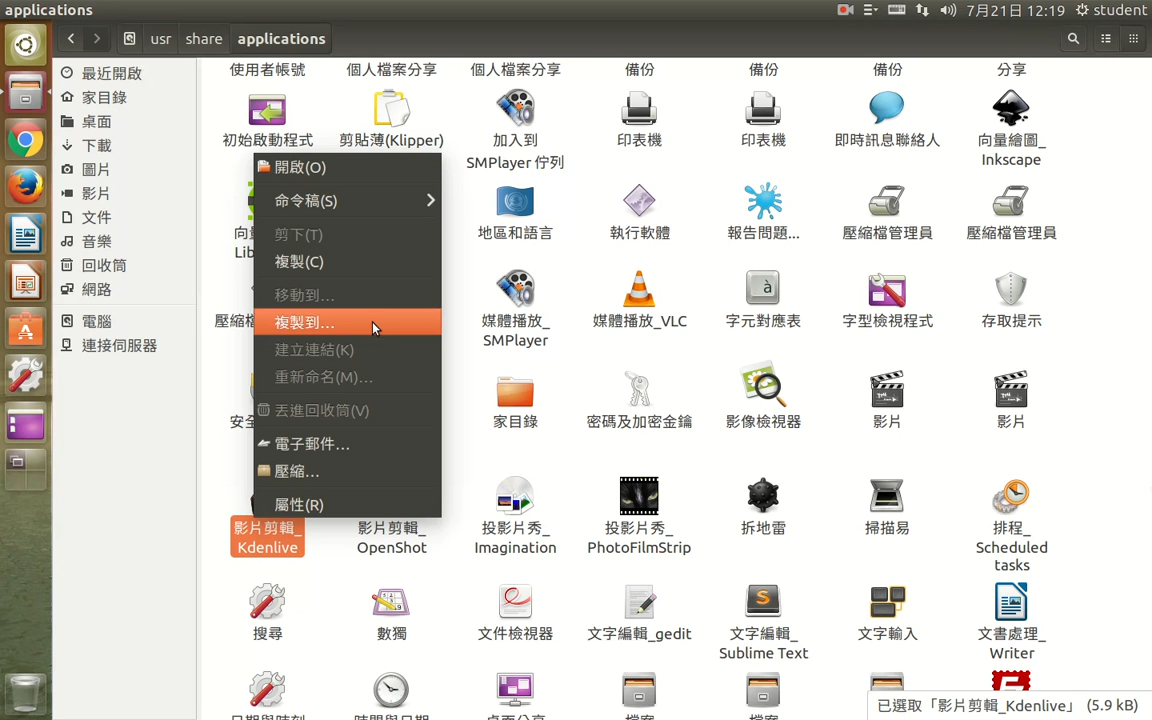 applications
7月21日 12:19
student
usr
share
applications
最近開啟
家目錄
桌面
下載
圖片
影片
文件
音樂
回收筒
網路
電腦
連接伺服器
使用者帳號
個人檔案分享
個人檔案分享
備份
備份
備份
分享
初始啟動程式
剪貼薄(Klipper)
加入到
SMPlayer 佇列
印表機
印表機
即時訊息聯絡人
向量繪圖_
Inkscape
地區和語言
執行軟體
報告問題...
壓縮檔管理員
壓縮檔管理員
媒體播放_
SMPlayer
媒體播放_VLC
字元對應表
字型檢視程式
存取提示
家目錄
密碼及加密金鑰
影像檢視器
影片
影片
開啟(O)
命令稿(S)
剪下(T)
複製(C)
移動到...
複製到...
建立連結(K)
重新命名(M)...
丟進回收筒(V)
電子郵件...
壓縮...
屬性(R)
影片剪輯_
Kdenlive
影片剪輯_
OpenShot
投影片秀_
Imagination
投影片秀_
PhotoFilmStrip
拆地雷
掃描易
排程_
Scheduled
tasks
搜尋
數獨
文件檢視器
文字編輯_gedit
文字編輯_
Sublime Text
文字輸入
文書處理_
Writer
已選取「影片剪輯_Kdenlive」 (5.9 kB)